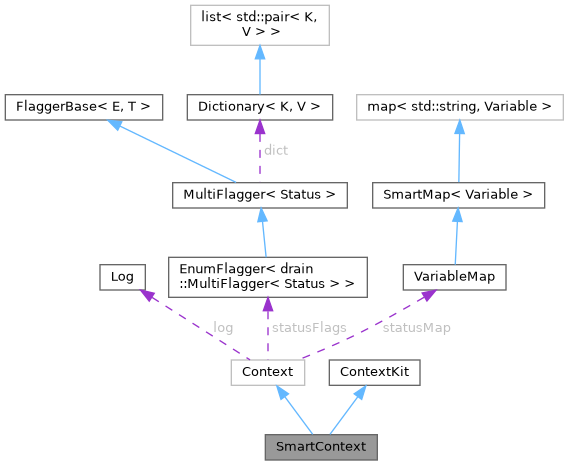 list< std::pair< K,
V > >
FlaggerBase< E, T >
Dictionary< K, V >
map< std::string, Variable >
dict
MultiFlagger< Status >
SmartMap< Variable >
Log
EnumFlagger< drain
::MultiFlagger< Status > >
VariableMap
log
statusFlags
statusMap
Context
ContextKit
SmartContext